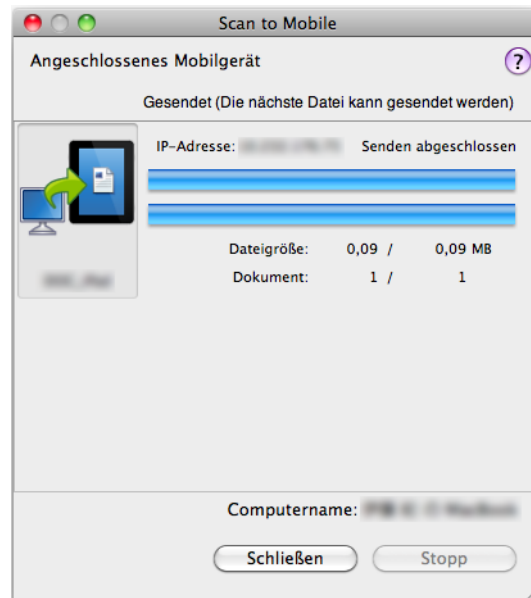 Scan to Mobile
Angeschlossenes Mobilgerät
?
Gesendet (Die nächste Datei kann gesendet werden)
IP-Adresse: Senden abgeschlossen
Dateigröße: 0,09 / 0,09 MB
Dokument: 1 / 1
Computername:
Schließen Stopp